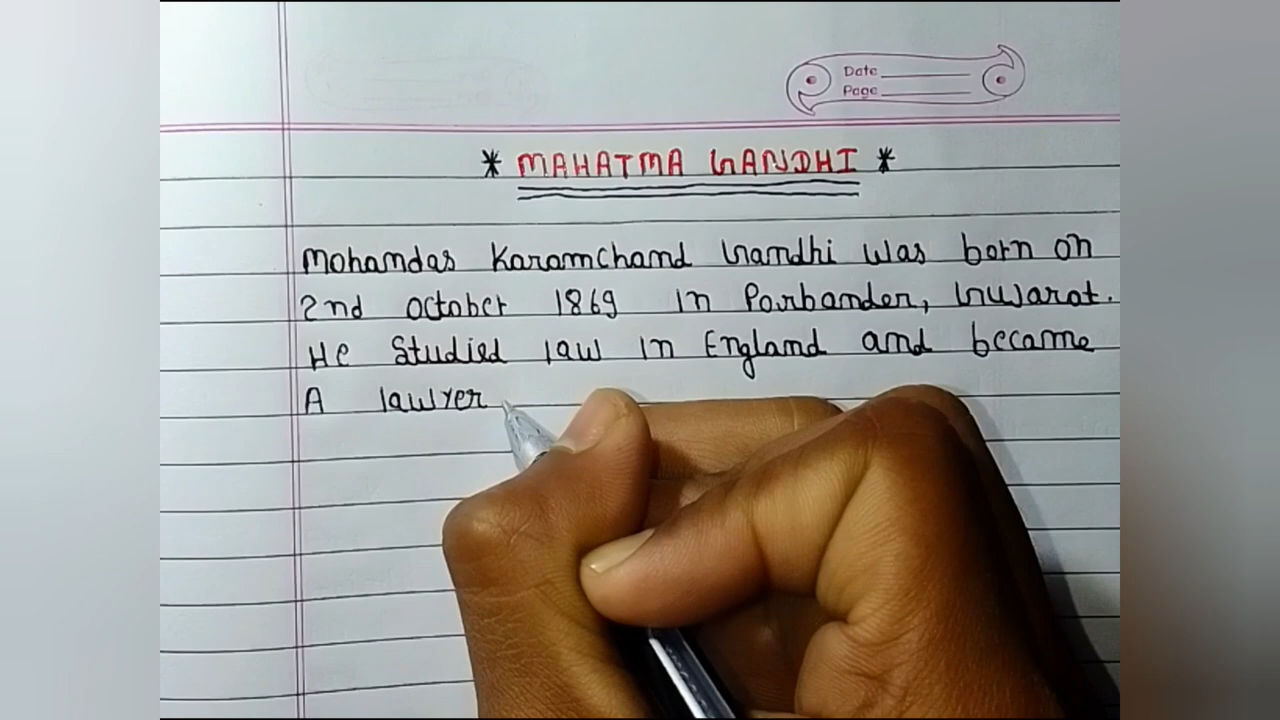 Date
Page
* MAHATMA GANDHI *
Mohandas Karamchand Gandhi was born on
2nd october 1869 in Porbander, Gujarat.
He Studied law in England and became
A lawyer